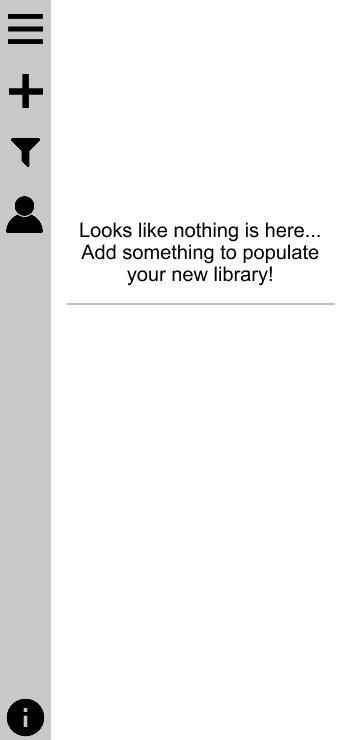 Looks like nothing is here...
Add something to populate
your new library!